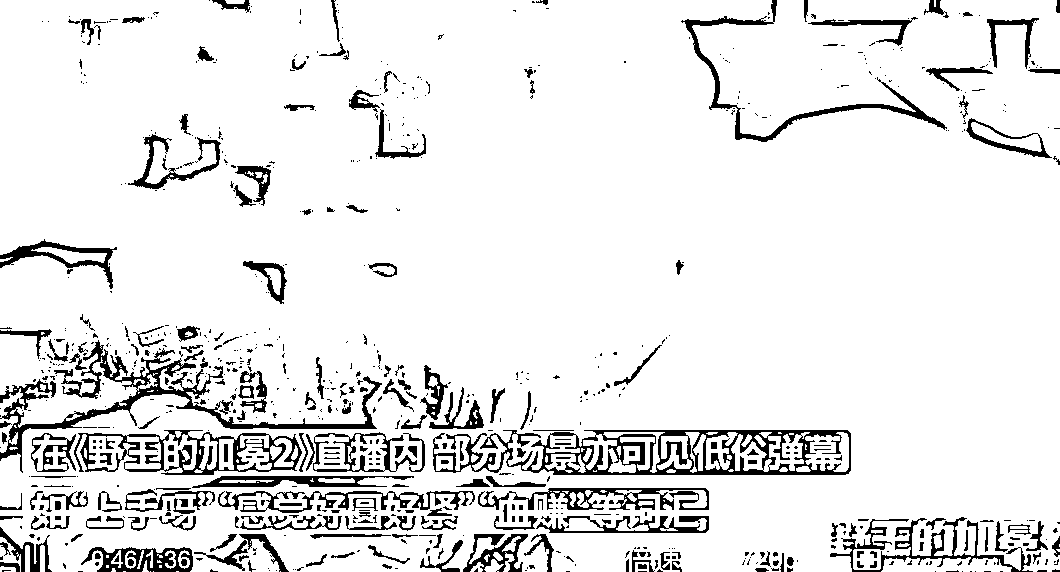 在《野王的加冕2》直播内 部分场景亦可见低俗弹幕
如“上手呀”“感觉好圆好紧”“血赚”等词汇
野王的加冕
0:46/1:36 倍速 720p